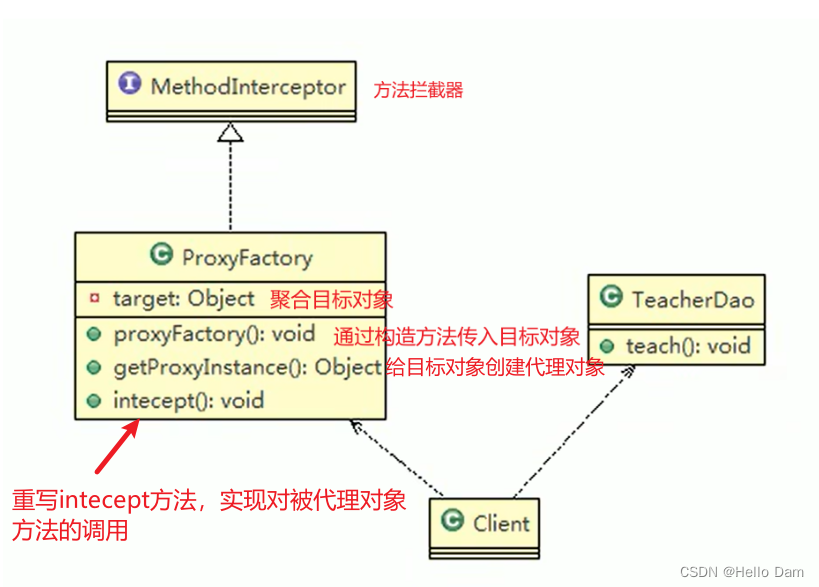 I MethodInterceptor
方法拦截器
C ProxyFactory
target: Object
聚合目标对象
proxyFactory(): void
通过构造方法传入目标对象
getProxyInstance(): Object
给目标对象创建代理对象
intecept(): void
C TeacherDao
teach(): void
重写intecept方法，实现对被代理对象
方法的调用
C Client
CSDN @Hello Dam